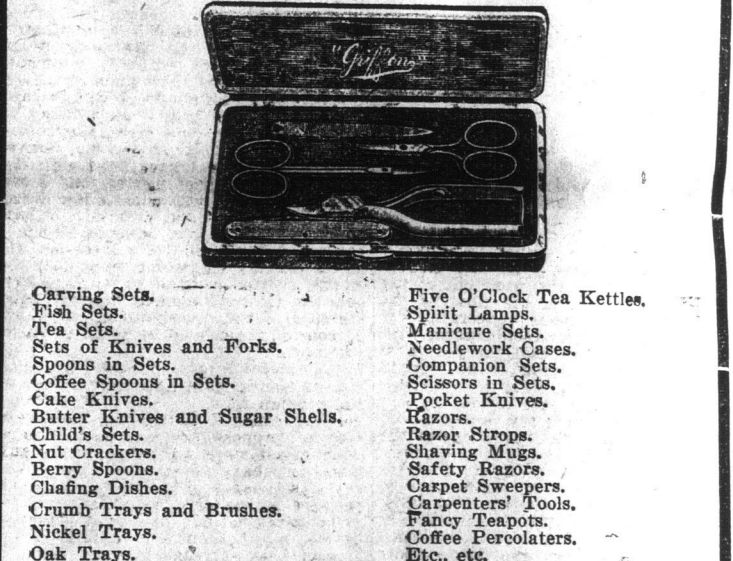 "Griffon"
Carving Sets.
Fish Sets.
Tea Sets.
Sets of Knives and Forks.
Spoons in Sets.
Coffee Spoons in Sets.
Cake Knives.
Butter Knives and Sugar Shells.
Child's Sets.
Nut Crackers.
Berry Spoons.
Chafing Dishes.
Crumb Trays and Brushes.
Nickel Trays.
Oak Trays.
Five O'Clock Tea Kettles.
Spirit Lamps.
Manicure Sets.
Needlework Cases.
Companion Sets.
Scissors in Sets.
Pocket Knives.
Razors.
Razor Strops.
Shaving Mugs.
Safety Razors.
Carpet Sweepers.
Carpenters' Tools.
Fancy Teapots.
Coffee Percolaters.
Etc., etc.